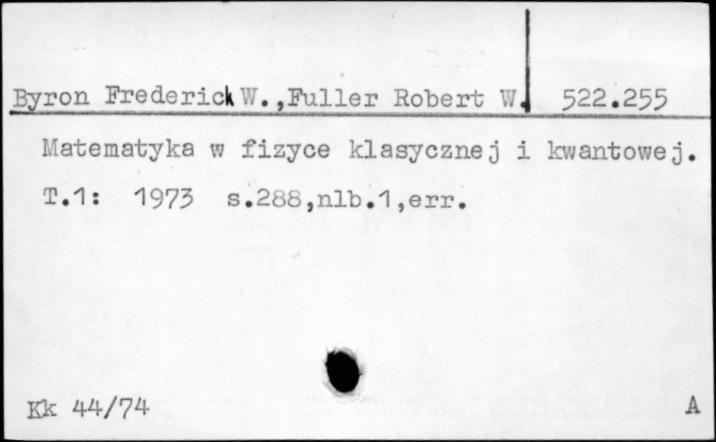 Byron Frederick W.,Fuller Robert W. 522.255
Matematyka w fizyce klasycznej i kwantowej.
T.1: 1973 s.288,nlb.1,err.
Kk 44/74 A